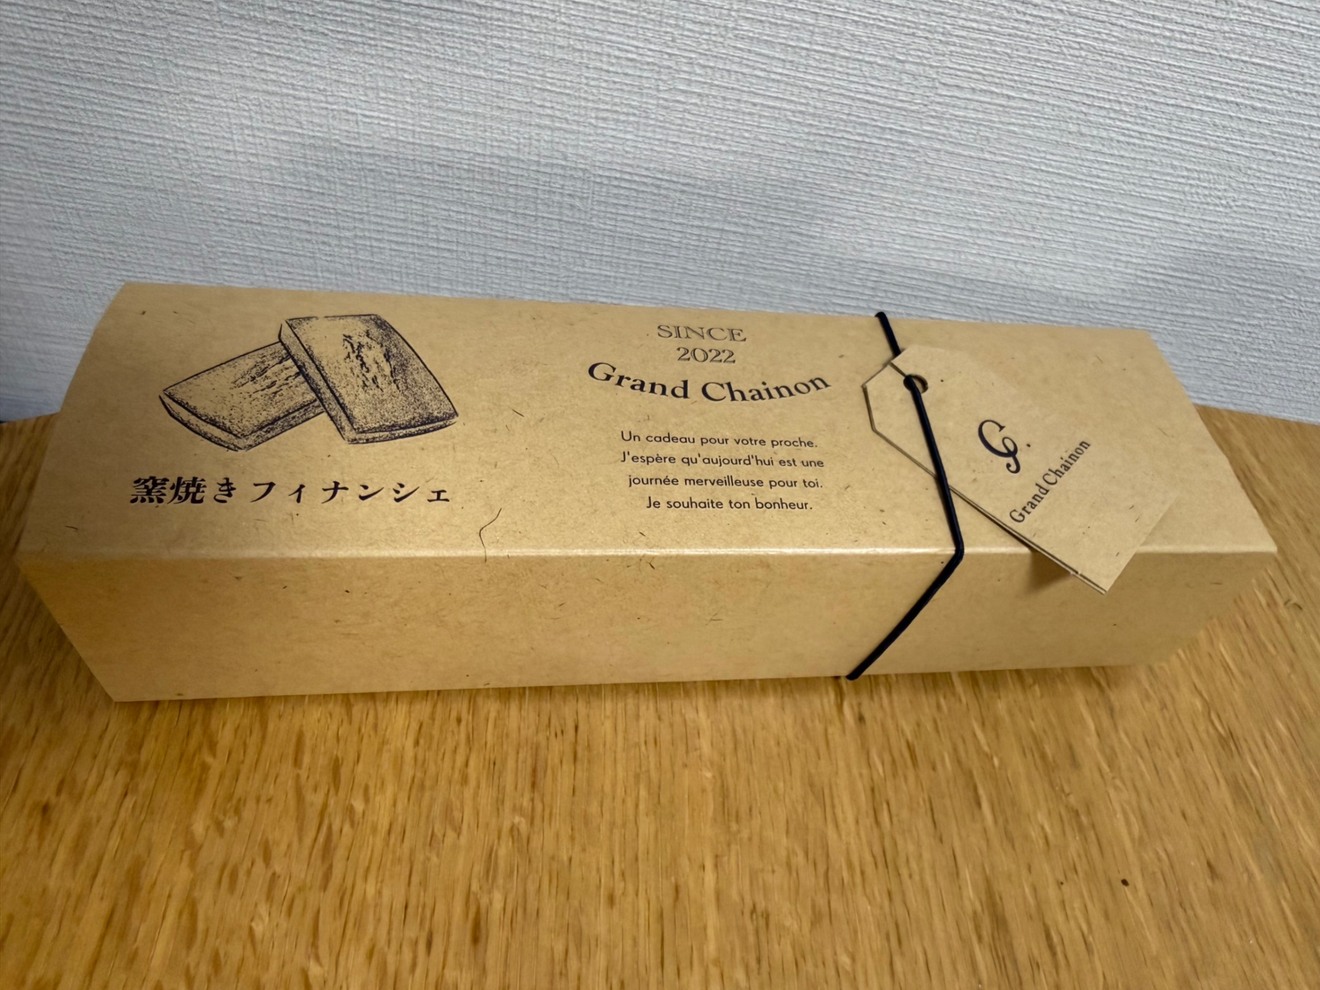 SINCE
2022
Grand Chainon
Un cadeau pour votre proche.
J'espère qu'aujourd'hui est une
journée merveilleuse pour toi.
Je souhaite ton bonheur.
窯焼きフィナンシェ
Grand Chainon